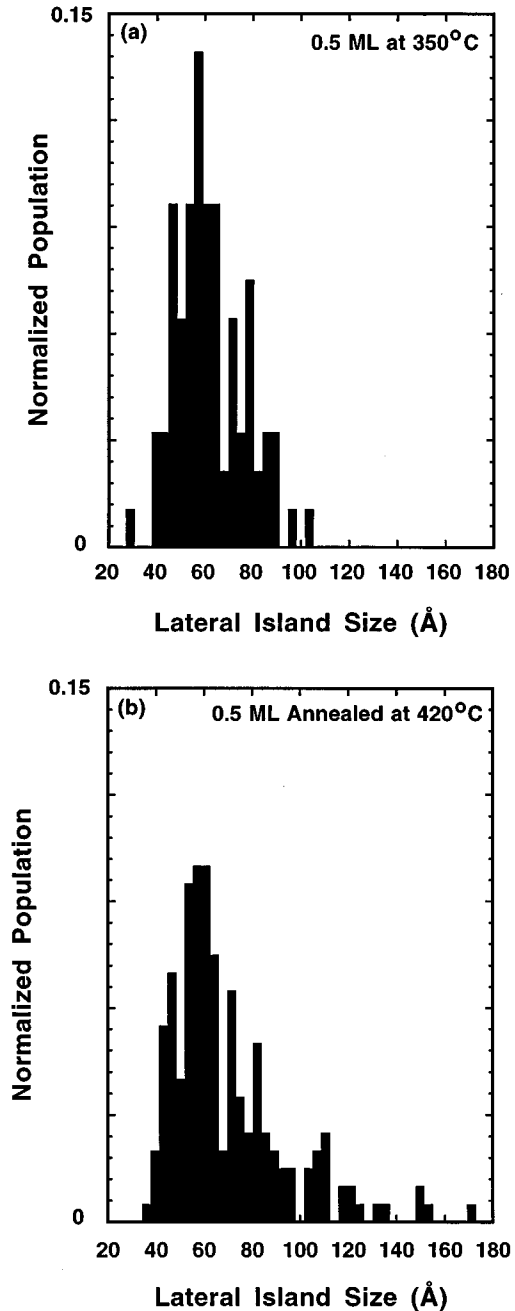 0.15
(a)
0.5 ML at 350°C
Normalized Population
0
20 40 60 80 100 120 140 160 180
Lateral Island Size (Å)
0.15
(b)
0.5 ML Annealed at 420°C
Normalized Population
0
20 40 60 80 100 120 140 160 180
Lateral Island Size (Å)